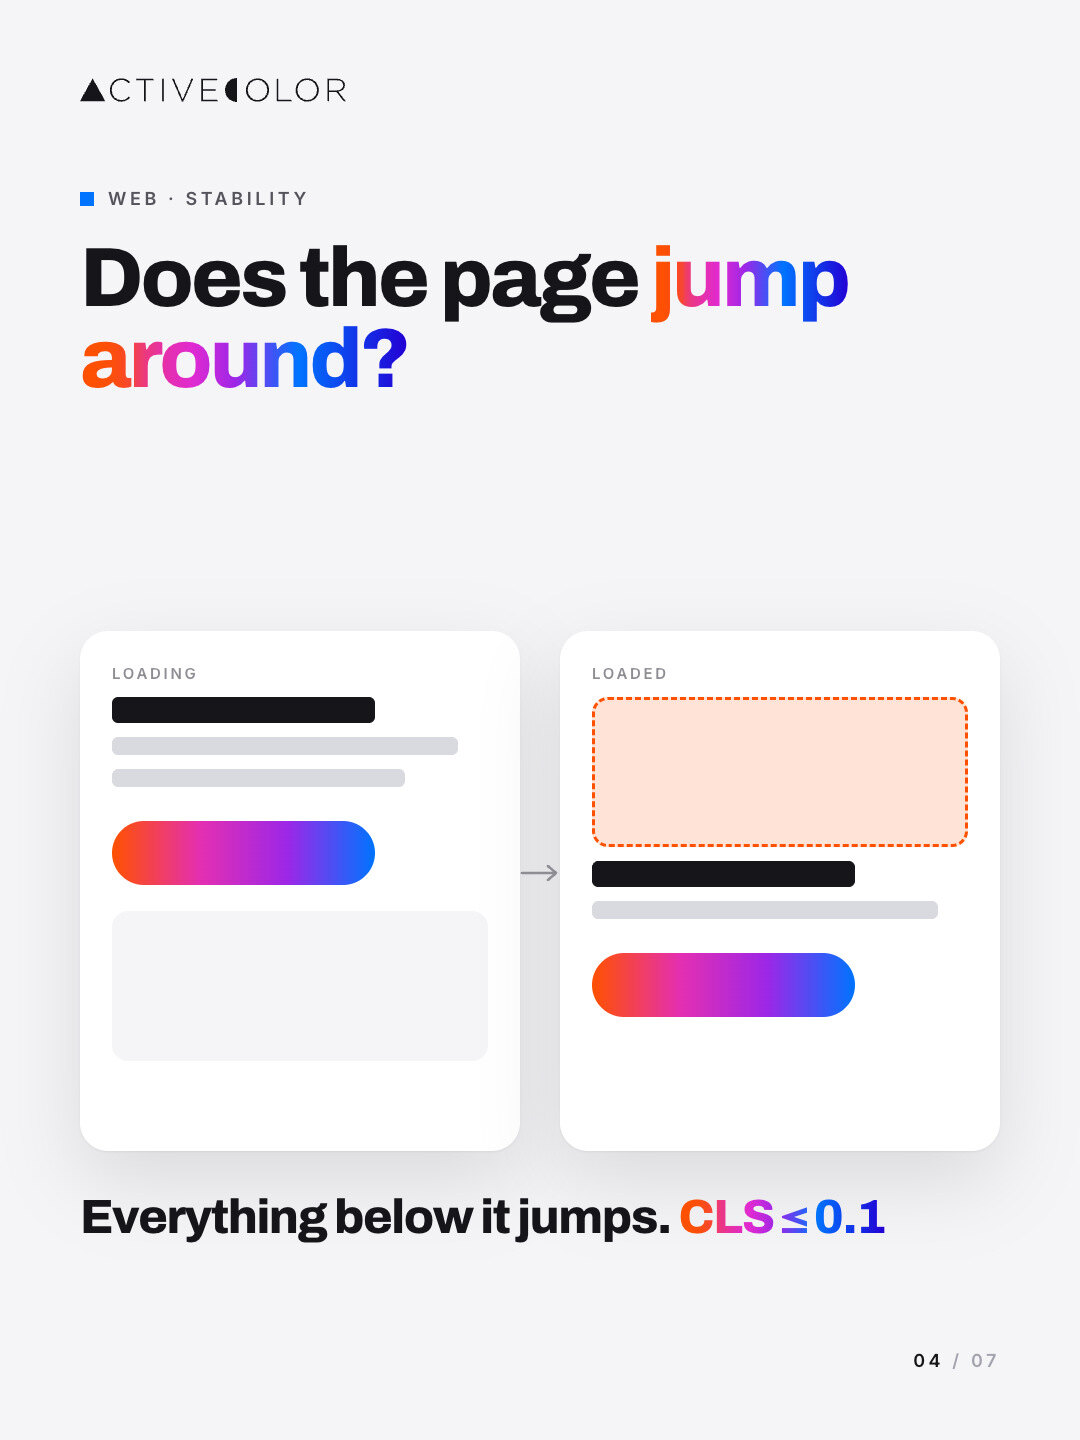 ACTIVECOLOR
WEB · STABILITY
Does the page jump
around?
LOADING
LOADED
Everything below it jumps. CLS ≤ 0.1
04 / 07